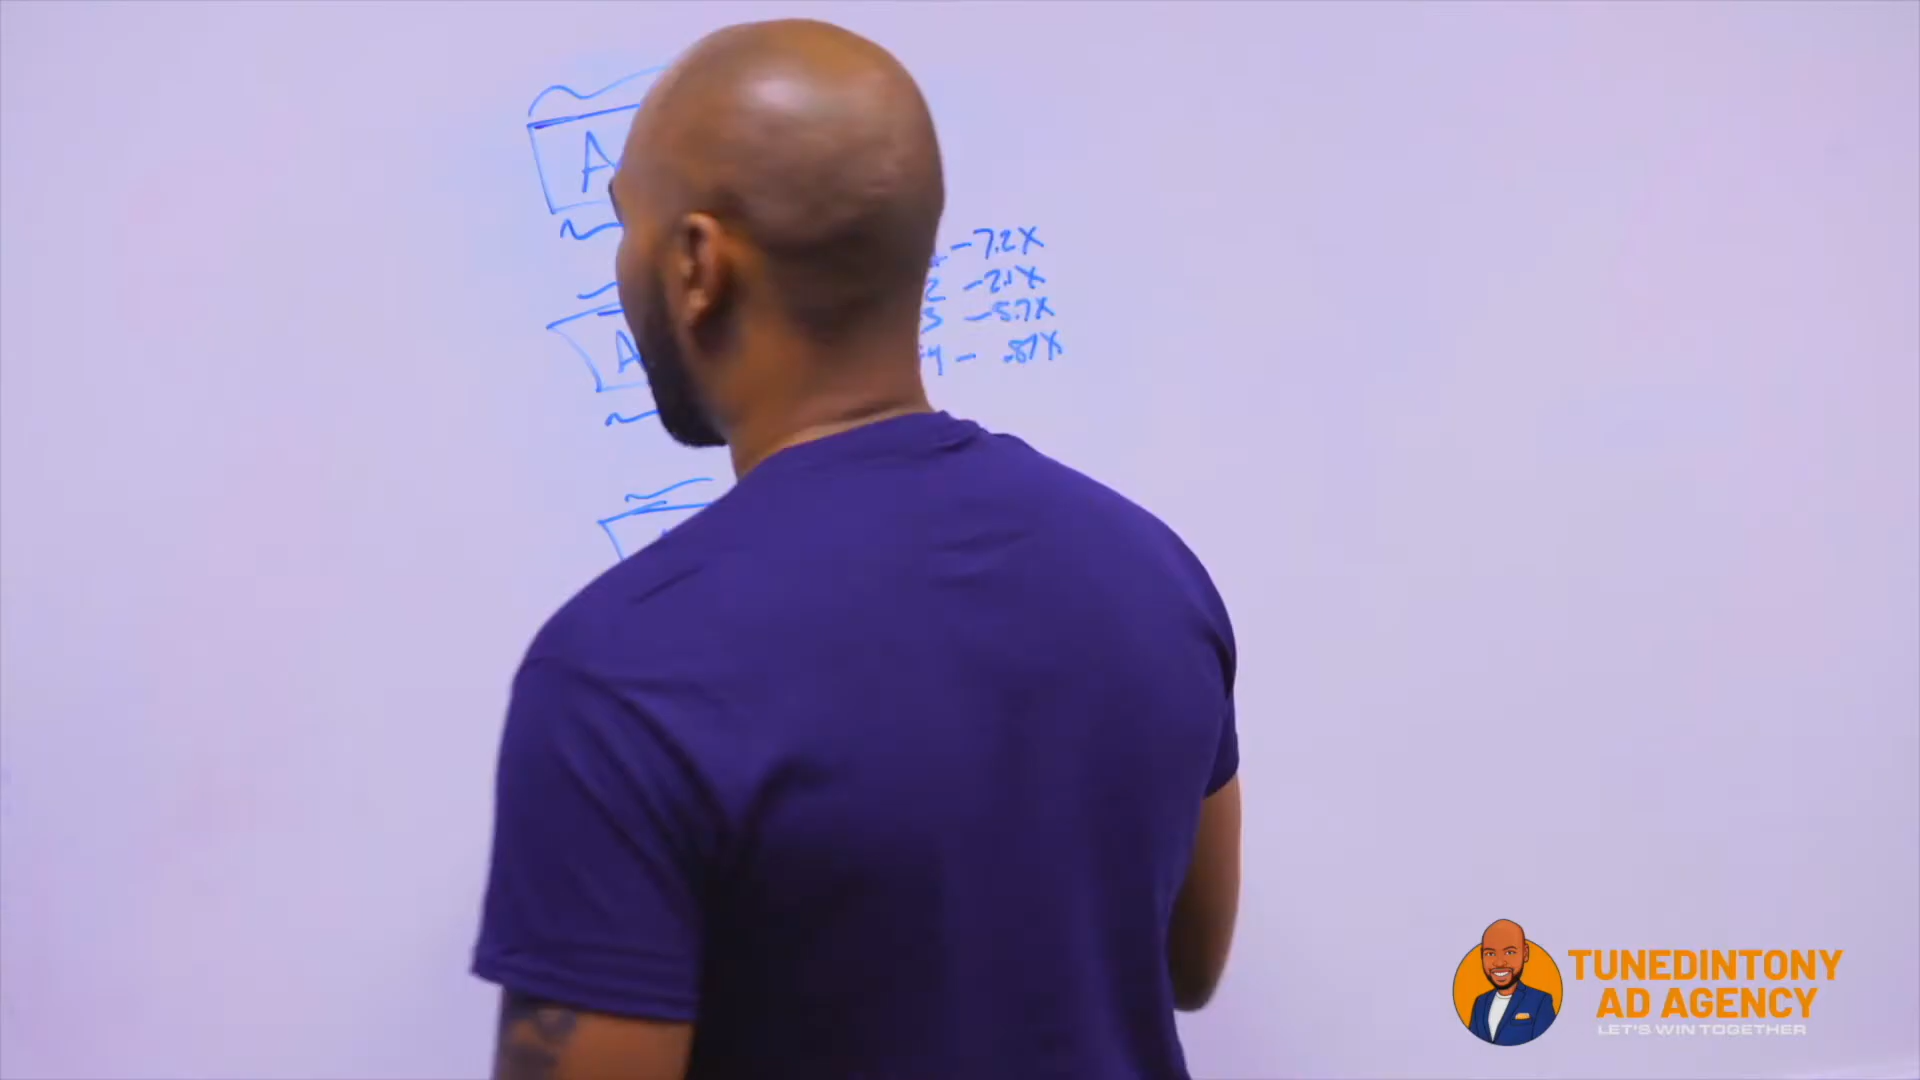 A
- 7.2X
2 - 2.1X
3 - 5.7X
4 - .87X
A
TUNEDINTONY
AD AGENCY
LET'S WIN TOGETHER